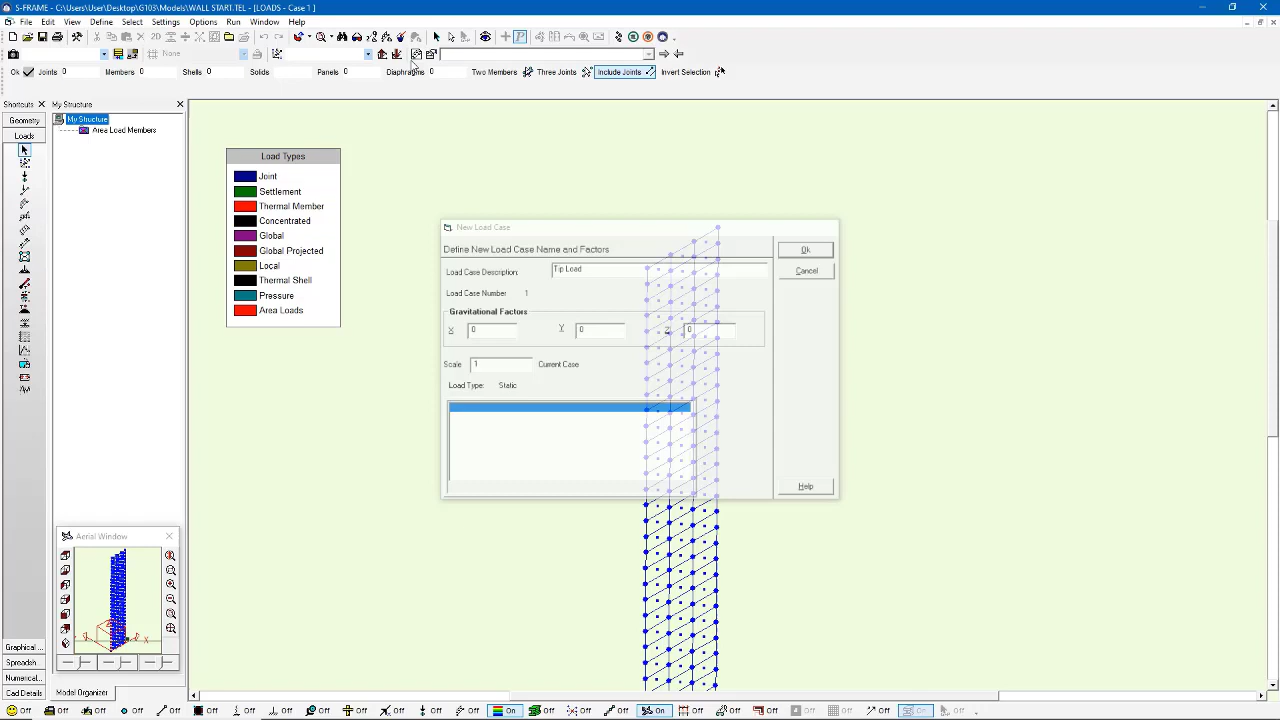 S-FRAME - C:\Users\User\Desktop\G103\Models\WALL START.TEL - [LOADS - Case 1 ]
File Edit View Define Select Settings Options Run Window Help
2D
None
Ok Joints 0 Members 0 Shells 0 Solids Panels 0 Diaphragms 0 Two Members Three Joints Include Joints Invert Selection
Shortcuts
My Structure
Geometry
Loads
My Structure
Area Load Members
Load Types
Joint
Settlement
Thermal Member
Concentrated
Global
Global Projected
Local
Thermal Shell
Pressure
Area Loads
New Load Case
Define New Load Case Name and Factors
Load Case Description: Tip Load
Load Case Number 1
Gravitational Factors
X 0 Y 0 Z 0
Scale 1 Current Case
Load Type: Static
Ok
Cancel
Help
Aerial Window
X
Graphical ...
Spreadsh
Numerical...
Cad Details
Model Organizer
Off Off Off Off Off Off Off Off Off Off Off Off On Off Off Off Off On Off Off Off Off Off Off On Off